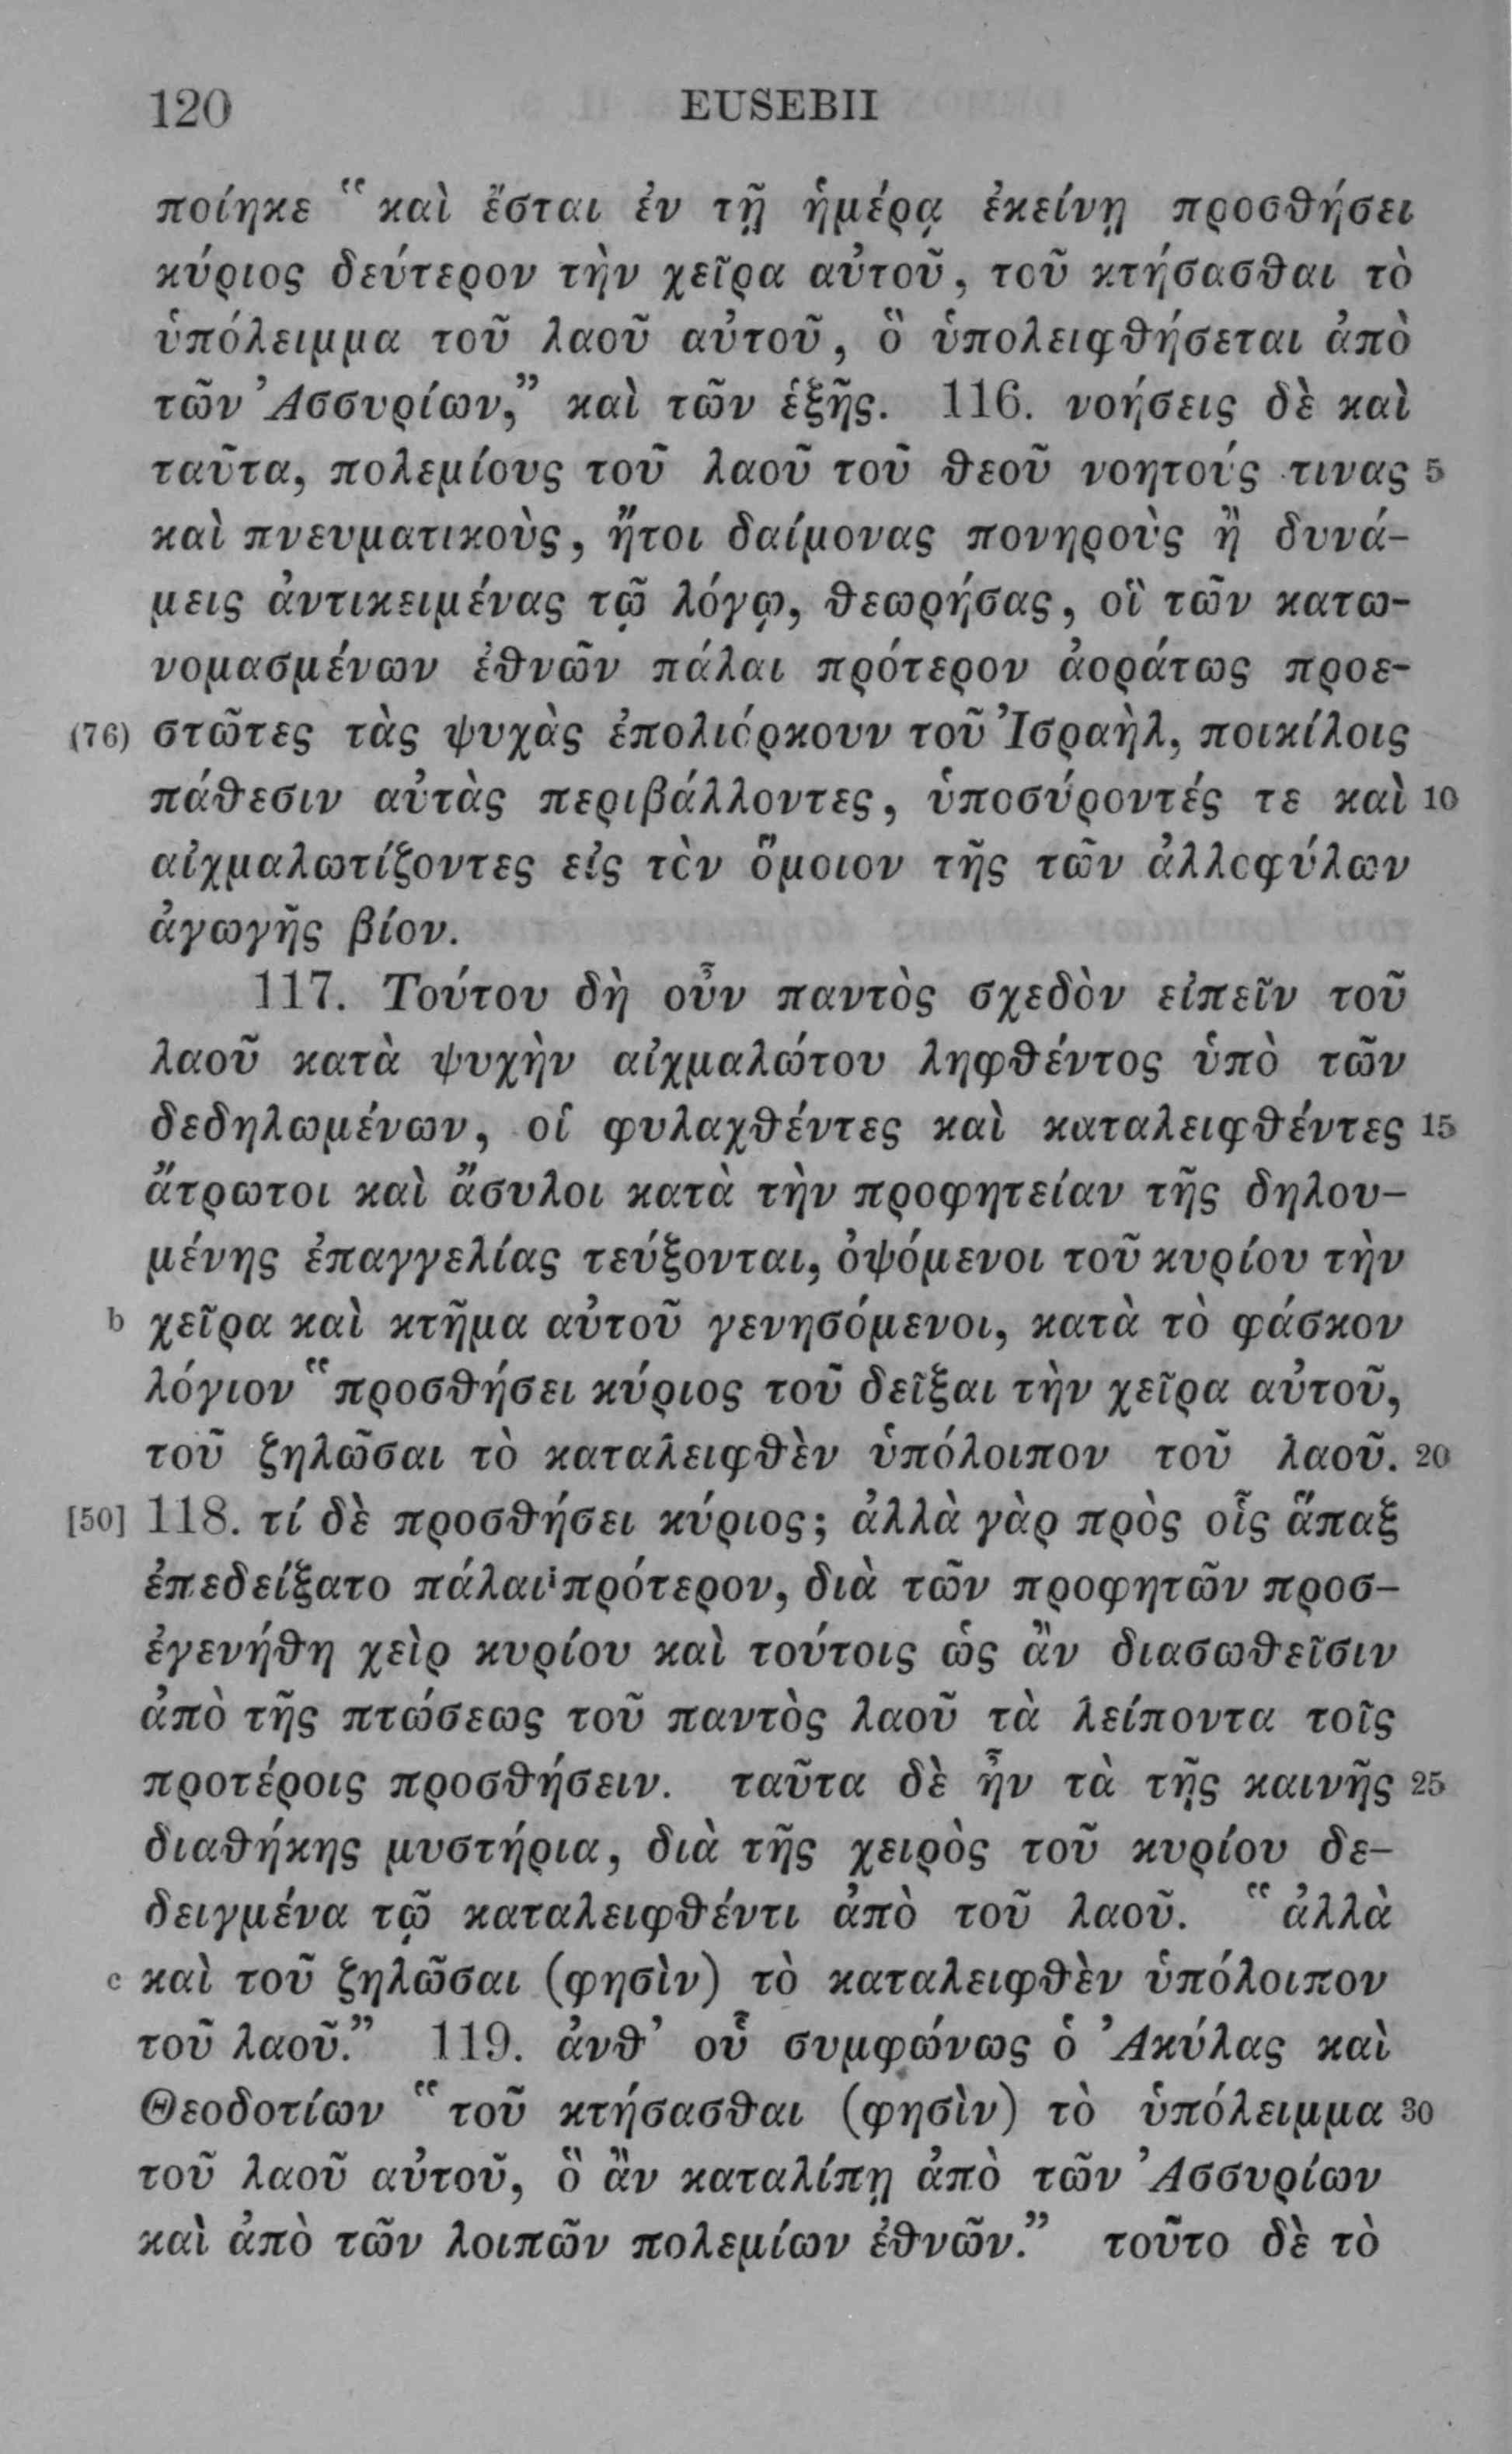 120 EUSEBII
ποίηκε “καὶ ἔσται ἐν τῇ ἡμέρᾳ ἐκείνῃ προσθήσει
κύριος δεύτερον τὴν χεῖρα αὐτοῦ, τοῦ κτήσασθαι τὸ
ὑπόλειμμα τοῦ λαοῦ αὐτοῦ, ὃ ὑπολειφθήσεται ἀπὸ
τῶν Ἀσσυρίων,” καὶ τῶν ἑξῆς. 116. νοήσεις δὲ καὶ
ταῦτα, πολεμίους τοῦ λαοῦ τοῦ θεοῦ νοητούς τινας 5
καὶ πνευματικοὺς, ἤτοι δαίμονας πονηροὺς ἢ δυνά-
μεις ἀντικειμένας τῷ λόγῳ, θεωρήσας, οἳ τῶν κατω-
νομασμένων ἐθνῶν πάλαι πρότερον ἀοράτως προε-
(76) στῶτες τὰς ψυχὰς ἐπολιόρκουν τοῦ Ἰσραὴλ, ποικίλοις
πάθεσιν αὐτὰς περιβάλλοντες, ὑποσύροντές τε καὶ 10
αἰχμαλωτίζοντες εἰς τὸν ὅμοιον τῆς τῶν ἀλλοφύλων
ἀγωγῆς βίον.
117. Τούτου δὴ οὖν παντὸς σχεδὸν εἰπεῖν τοῦ
λαοῦ κατὰ ψυχὴν αἰχμαλώτου ληφθέντος ὑπὸ τῶν
δεδηλωμένων, οἱ φυλαχθέντες καὶ καταλειφθέντες 15
ἄτρωτοι καὶ ἄσυλοι κατὰ τὴν προφητείαν τῆς δηλου-
μένης ἐπαγγελίας τεύξονται, ὀψόμενοι τοῦ κυρίου τὴν
b χεῖρα καὶ κτῆμα αὐτοῦ γενησόμενοι, κατὰ τὸ φάσκον
λόγιον “προσθήσει κύριος τοῦ δεῖξαι τὴν χεῖρα αὐτοῦ,
τοῦ ζηλῶσαι τὸ καταλειφθὲν ὑπόλοιπον τοῦ λαοῦ. 20
[50] 118. τί δὲ προσθήσει κύριος; ἀλλὰ γὰρ πρὸς οἷς ἅπαξ
ἐπεδείξατο πάλαι πρότερον, διὰ τῶν προφητῶν προσ-
εγενήθη χεὶρ κυρίου καὶ τούτοις ὡς ἂν διασωθεῖσιν
ἀπὸ τῆς πτώσεως τοῦ παντὸς λαοῦ τὰ λείποντα τοῖς
προτέροις προσθήσειν. ταῦτα δὲ ἦν τὰ τῆς καινῆς 25
διαθήκης μυστήρια, διὰ τῆς χειρὸς τοῦ κυρίου δε-
δειγμένα τῷ καταλειφθέντι ἀπὸ τοῦ λαοῦ. “ἀλλὰ
c καὶ τοῦ ζηλῶσαι (φησὶν) τὸ καταλειφθὲν ὑπόλοιπον
τοῦ λαοῦ.” 119. ἀνθ’ οὗ συμφώνως ὁ Ἀκύλας καὶ
Θεοδοτίων “τοῦ κτήσασθαι (φησὶν) τὸ ὑπόλειμμα 30
τοῦ λαοῦ αὐτοῦ, ὃ ἂν καταλίπῃ ἀπὸ τῶν Ἀσσυρίων
καὶ ἀπὸ τῶν λοιπῶν πολεμίων ἐθνῶν.” τοῦτο δὲ τὸ